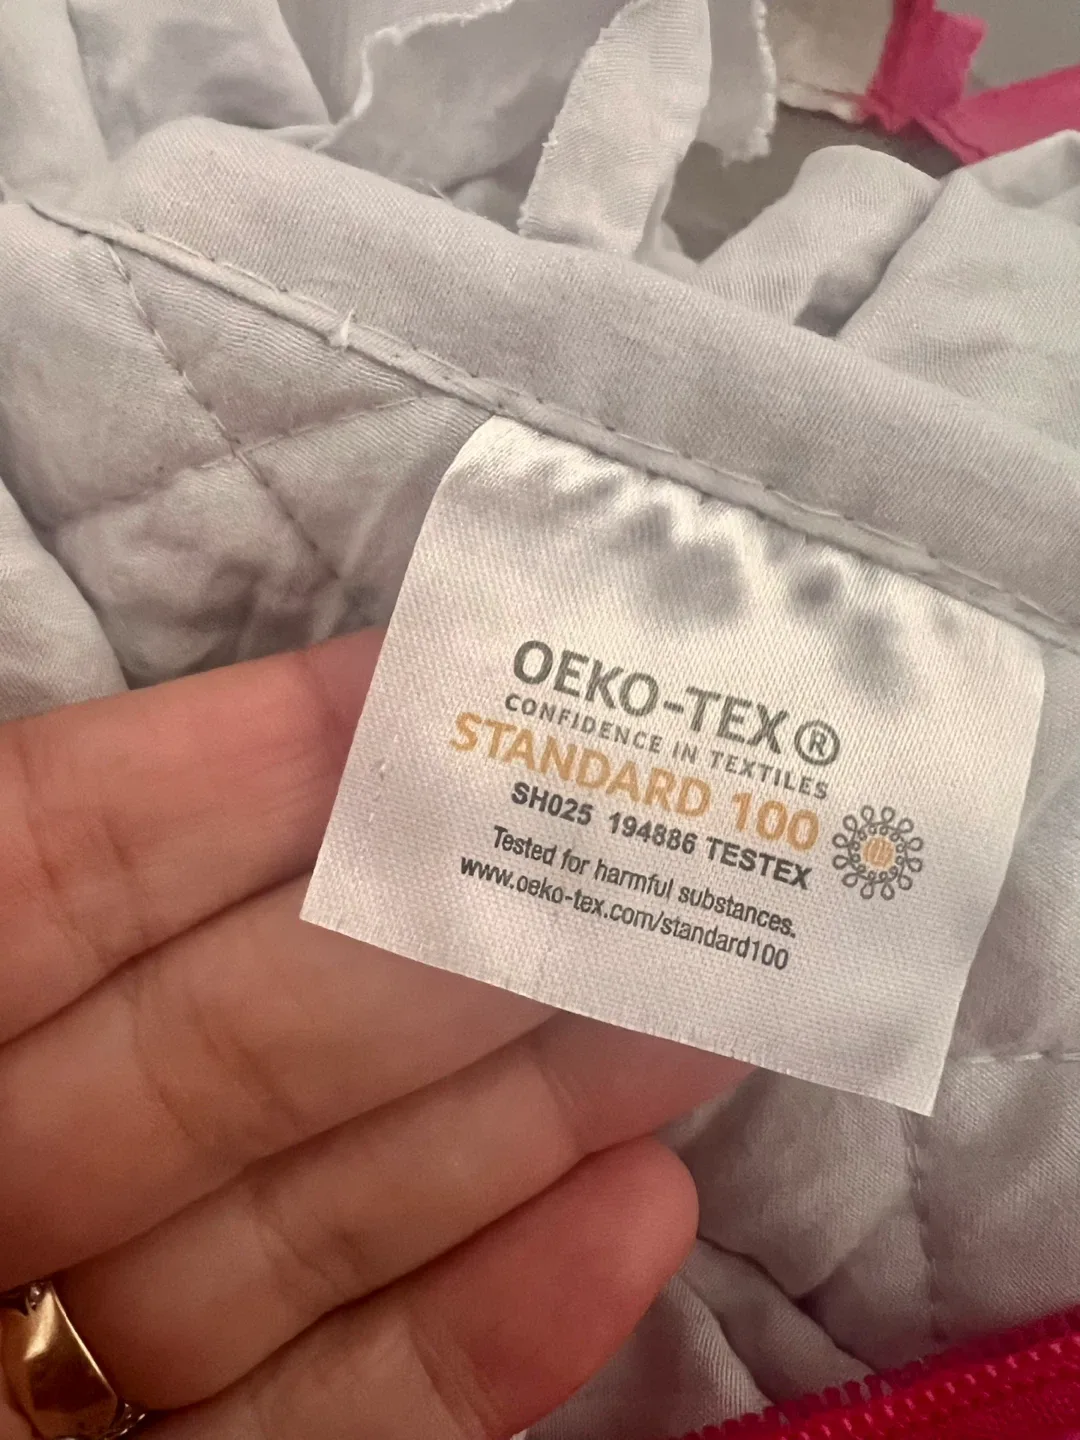 OEKO-TEX®
CONFIDENCE IN TEXTILES
STANDARD 100
SH025 194886 TESTEX
Tested for harmful substances.
www.oeko-tex.com/standard100